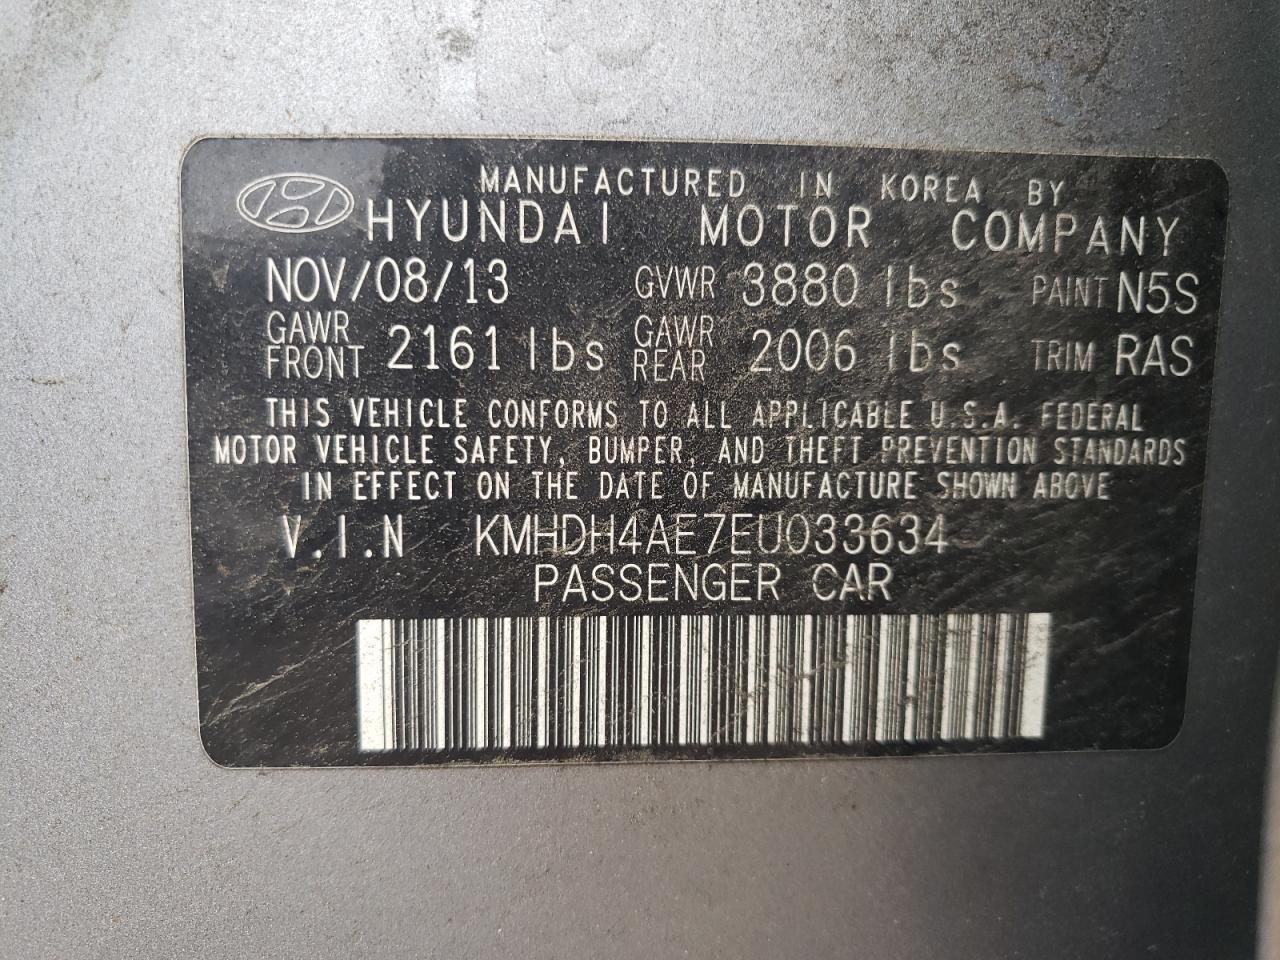 MANUFACTURED IN KOREA BY
HYUNDAI MOTOR COMPANY
NOV/08/13 GVWR 3880 lbs PAINT N5S
GAWR FRONT 2161 lbs GAWR REAR 2006 lbs TRIM RAS
THIS VEHICLE CONFORMS TO ALL APPLICABLE U.S.A. FEDERAL
MOTOR VEHICLE SAFETY, BUMPER, AND THEFT PREVENTION STANDARDS
IN EFFECT ON THE DATE OF MANUFACTURE SHOWN ABOVE
V.I.N KMHDH4AE7EU033634
PASSENGER CAR